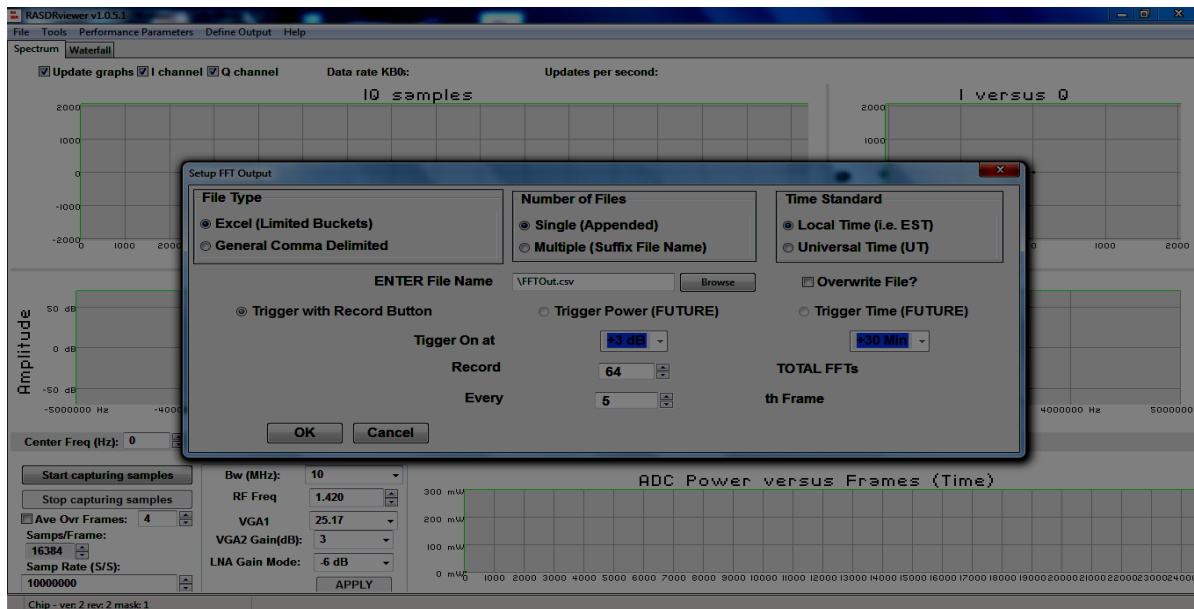 RASDRviewer v1.0.5.1
File Tools Performance Parameters Define Output Help
Spectrum Waterfall
Update graphs I channel Q channel Data rate KB0s: Updates per second:
IQ samples
I versus Q
2000
1000
0
-1000
-2000
0 1000 2000
2000
1000
0 1000 2000
Setup FFT Output
File Type
Excel (Limited Buckets)
General Comma Delimited
Number of Files
Single (Appended)
Multiple (Suffix File Name)
Time Standard
Local Time (i.e. EST)
Universal Time (UT)
ENTER File Name \FFTOut.csv Browse Overwrite File?
Trigger with Record Button Trigger Power (FUTURE) Trigger Time (FUTURE)
Tigger On at +3 dB +30 Min
Record 64 TOTAL FFTs
Every 5 th Frame
OK Cancel
Amplitude
50 dB
0 dB
-50 dB
-5000000 Hz -4000 4000000 Hz 5000000
Center Freq (Hz): 0
Start capturing samples
Stop capturing samples
Ave Ovr Frames: 4
Samps/Frame:
16384
Samp Rate (S/S):
10000000
Bw (MHz): 10
RF Freq 1.420
VGA1 25.17
VGA2 Gain(dB): 3
LNA Gain Mode: -6 dB
APPLY
ADC Power versus Frames (Time)
300 mW
200 mW
100 mW
0 mW
0 1000 2000 3000 4000 5000 6000 7000 8000 9000 10000 11000 12000 13000 14000 15000 16000 17000 18000 19000 20000 21000 22000 23000 24000
Chip - ver: 2 rev: 2 mask: 1